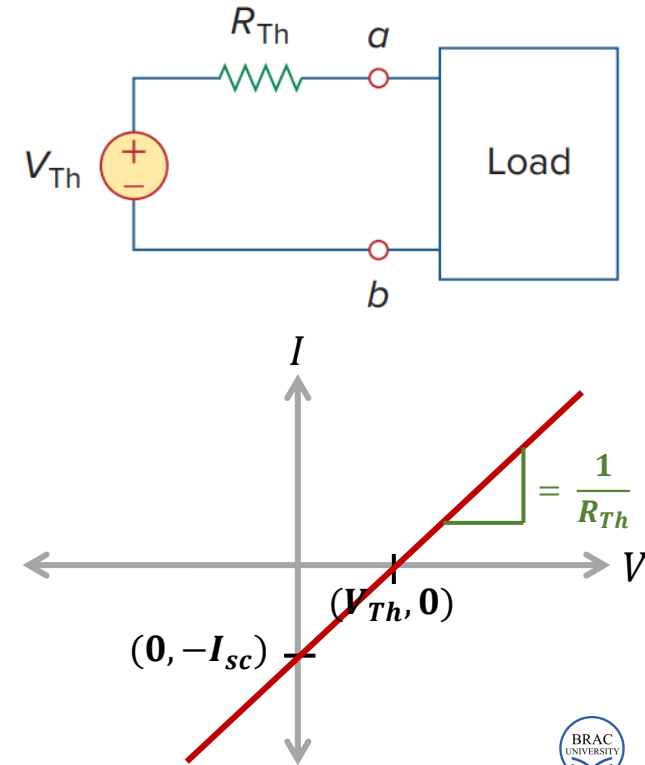 R_Th
a
V_Th
+
−
Load
b
I
= 1/R_Th
V
(V_Th, 0)
(0, −I_sc)
BRAC
UNIVERSITY